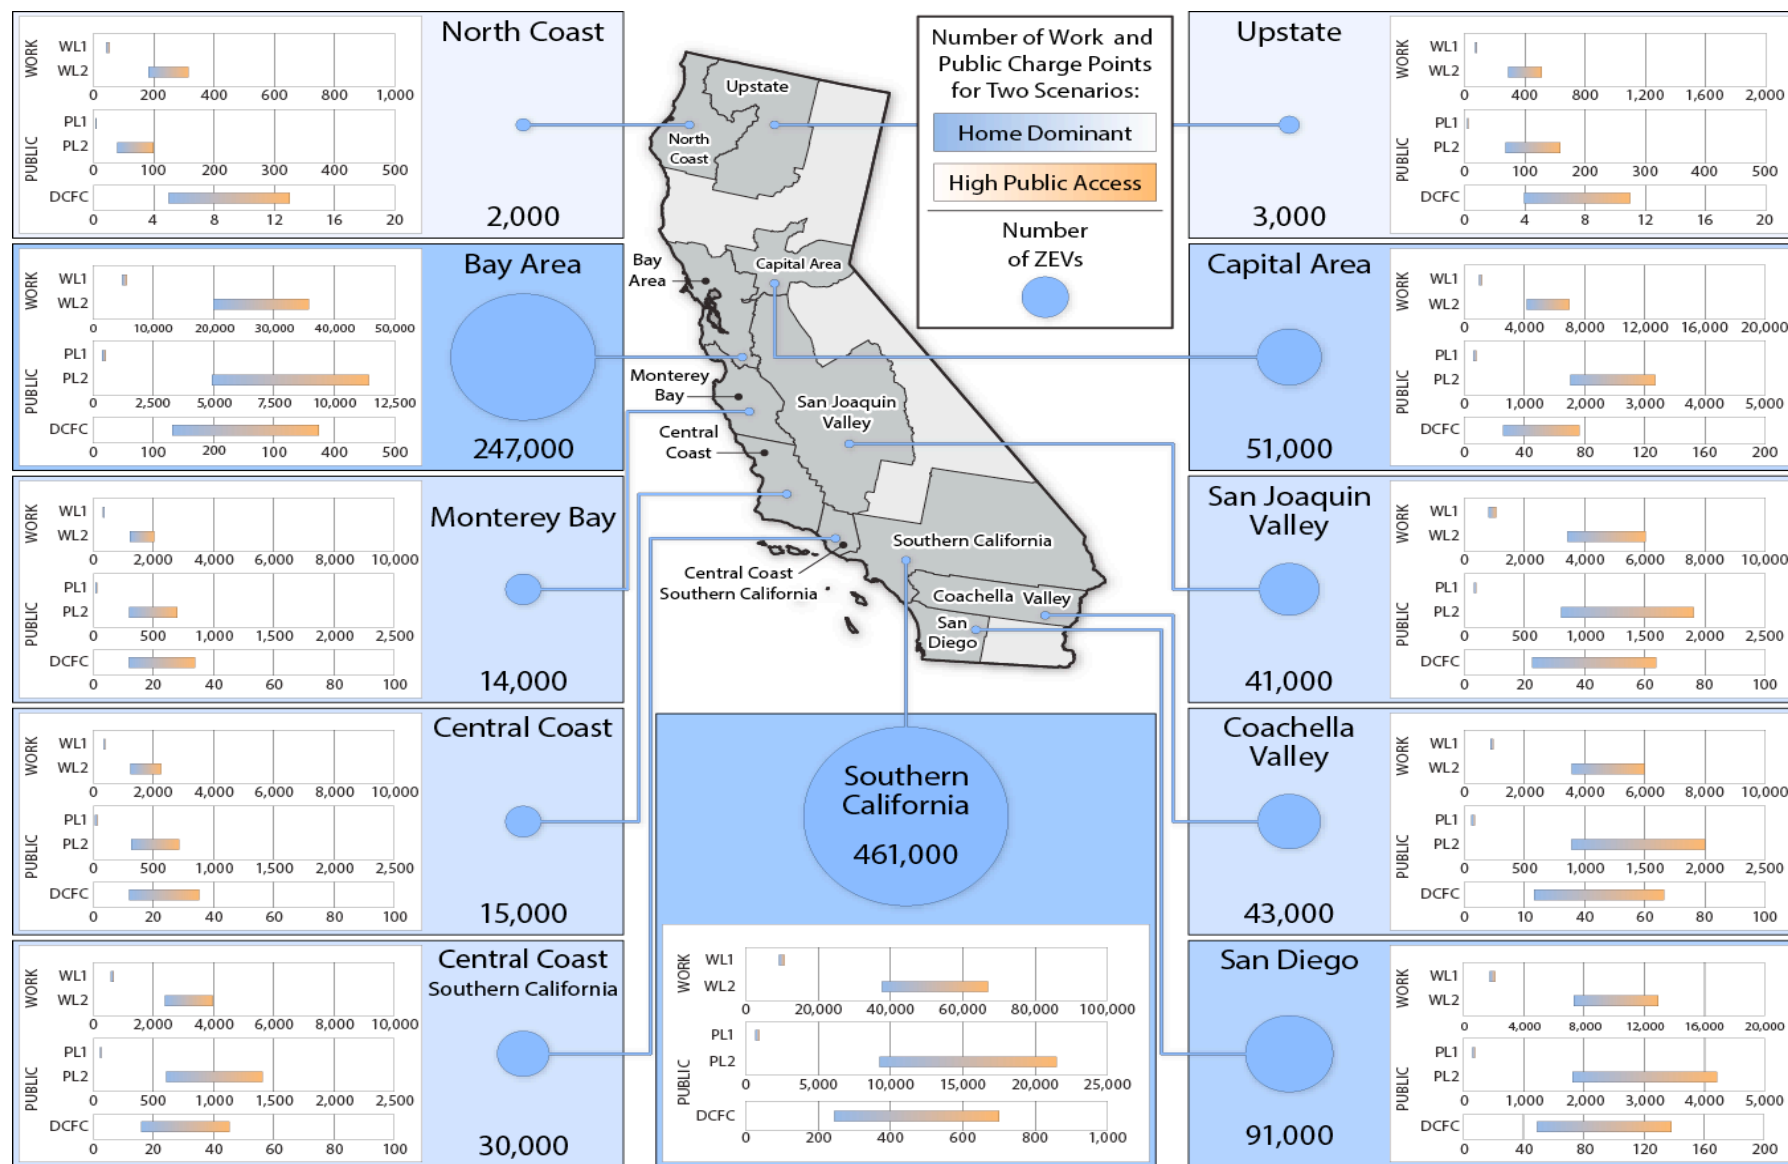 North Coast
WORK
WL1
WL2
0 200 400 600 800 1,000
PUBLIC
PL1
PL2
0 100 200 300 400 500
DCFC
0 4 8 12 16 20
2,000
Bay Area
WORK
WL1
WL2
0 10,000 20,000 30,000 40,000 50,000
PUBLIC
PL1
PL2
0 2,500 5,000 7,500 10,000 12,500
DCFC
0 100 200 100 400 500
247,000
Monterey Bay
WORK
WL1
WL2
0 2,000 4,000 6,000 8,000 10,000
PUBLIC
PL1
PL2
0 500 1,000 1,500 2,000 2,500
DCFC
0 20 40 60 80 100
14,000
Central Coast
WORK
WL1
WL2
0 2,000 4,000 6,000 8,000 10,000
PUBLIC
PL1
PL2
0 500 1,000 1,500 2,000 2,500
DCFC
0 20 40 60 80 100
15,000
Central Coast
Southern California
WORK
WL1
WL2
0 2,000 4,000 6,000 8,000 10,000
PUBLIC
PL1
PL2
0 500 1,000 1,500 2,000 2,500
DCFC
0 20 40 60 80 100
30,000
Number of Work and
Public Charge Points
for Two Scenarios:
Home Dominant
High Public Access
Number
of ZEVs
Upstate
North
Coast
Bay
Area
Capital Area
Monterey
Bay
San Joaquin
Valley
Central
Coast
Southern California
Central Coast
Southern California
Coachella Valley
San
Diego
Southern
California
461,000
WORK
WL1
WL2
0 20,000 40,000 60,000 80,000 100,000
PUBLIC
PL1
PL2
0 5,000 10,000 15,000 20,000 25,000
DCFC
0 200 400 600 800 1,000
Upstate
WORK
WL1
WL2
0 400 800 1,200 1,600 2,000
PUBLIC
PL1
PL2
0 100 200 300 400 500
DCFC
0 4 8 12 16 20
3,000
Capital Area
WORK
WL1
WL2
0 4,000 8,000 12,000 16,000 20,000
PUBLIC
PL1
PL2
0 1,000 2,000 3,000 4,000 5,000
DCFC
0 40 80 120 160 200
51,000
San Joaquin
Valley
WORK
WL1
WL2
0 2,000 4,000 6,000 8,000 10,000
PUBLIC
PL1
PL2
0 500 1,000 1,500 2,000 2,500
DCFC
0 20 40 60 80 100
41,000
Coachella
Valley
WORK
WL1
WL2
0 2,000 4,000 6,000 8,000 10,000
PUBLIC
PL1
PL2
0 500 1,000 1,500 2,000 2,500
DCFC
0 10 40 60 80 100
43,000
San Diego
WORK
WL1
WL2
0 4,000 8,000 12,000 16,000 20,000
PUBLIC
PL1
PL2
0 1,000 2,000 3,000 4,000 5,000
DCFC
0 40 80 120 168 200
91,000